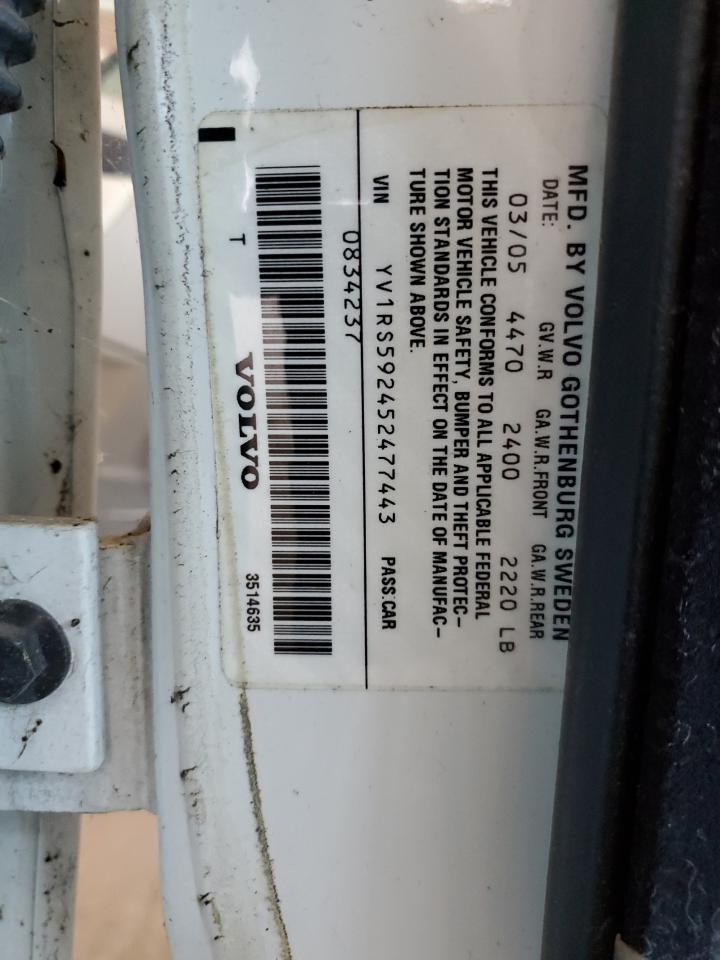 MFD. BY VOLVO GOTHENBURG SWEDEN
DATE: GV.W.R GA.W.R.FRONT GA.W.R.REAR
03/05 4470 2400 2220 LB
THIS VEHICLE CONFORMS TO ALL APPLICABLE FEDERAL
MOTOR VEHICLE SAFETY, BUMPER AND THEFT PROTEC-
TION STANDARDS IN EFFECT ON THE DATE OF MANUFAC-
TURE SHOWN ABOVE.
VIN YV1RS592452477443 PASS.CAR
0834237
T VOLVO 3514635